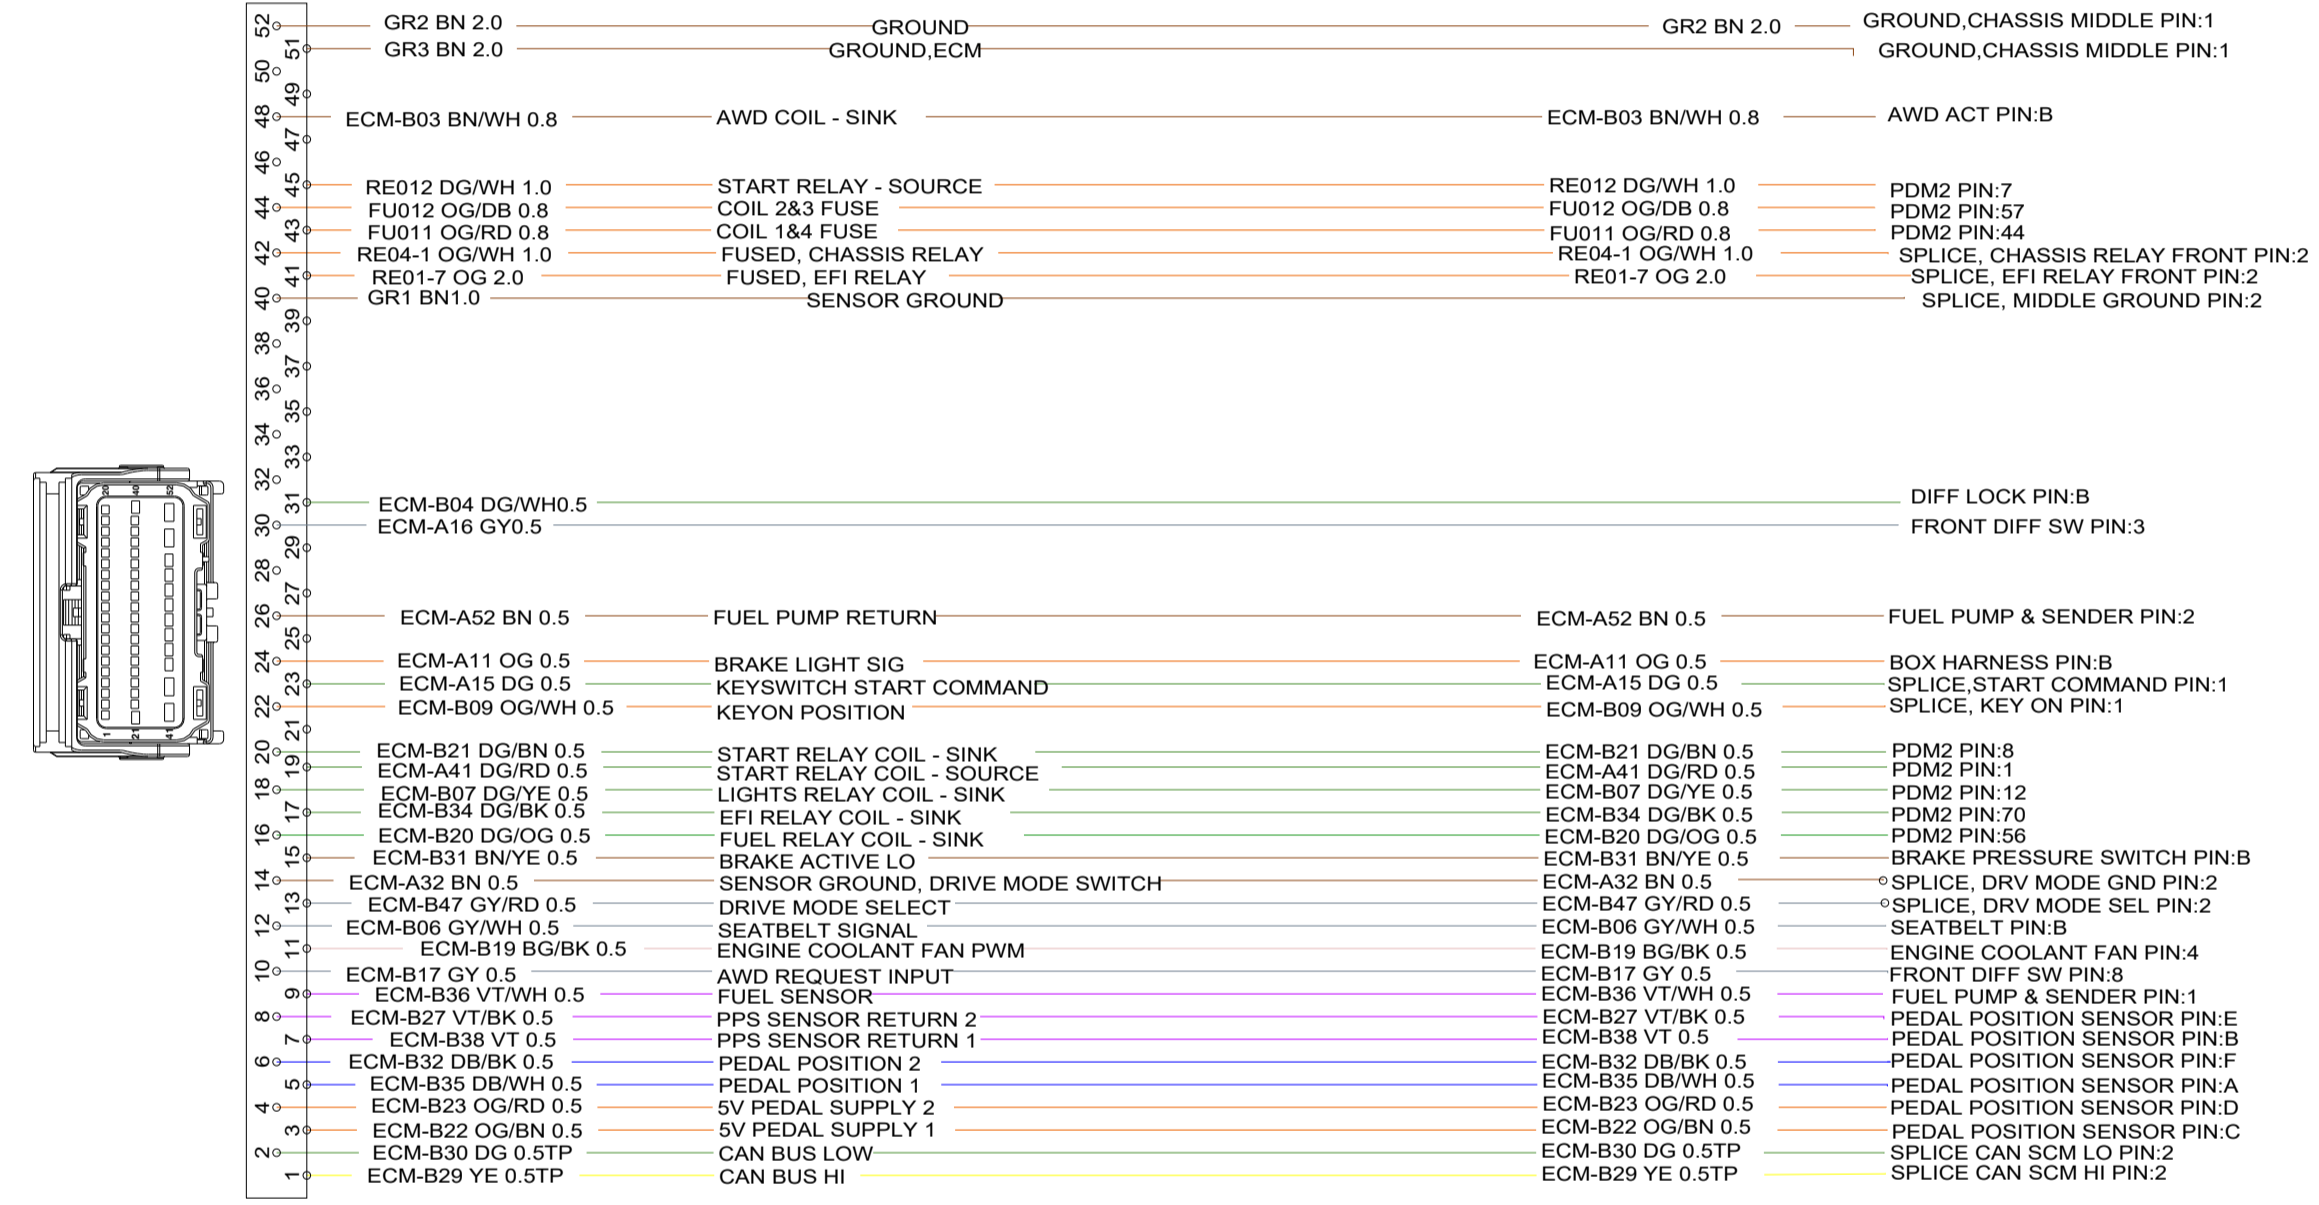 52 GR2 BN 2.0 GROUND GR2 BN 2.0 GROUND,CHASSIS MIDDLE PIN:1
51 GR3 BN 2.0 GROUND,ECM GROUND,CHASSIS MIDDLE PIN:1
50
49
48 ECM-B03 BN/WH 0.8 AWD COIL - SINK ECM-B03 BN/WH 0.8 AWD ACT PIN:B
47
46
45 RE012 DG/WH 1.0 START RELAY - SOURCE RE012 DG/WH 1.0 PDM2 PIN:7
44 FU012 OG/DB 0.8 COIL 2&3 FUSE FU012 OG/DB 0.8 PDM2 PIN:57
43 FU011 OG/RD 0.8 COIL 1&4 FUSE FU011 OG/RD 0.8 PDM2 PIN:44
42 RE04-1 OG/WH 1.0 FUSED, CHASSIS RELAY RE04-1 OG/WH 1.0 SPLICE, CHASSIS RELAY FRONT PIN:2
41 RE01-7 OG 2.0 FUSED, EFI RELAY RE01-7 OG 2.0 SPLICE, EFI RELAY FRONT PIN:2
40 GR1 BN1.0 SENSOR GROUND SPLICE, MIDDLE GROUND PIN:2
39
38
37
36
35
34
33
32
31 ECM-B04 DG/WH0.5 DIFF LOCK PIN:B
30 ECM-A16 GY0.5 FRONT DIFF SW PIN:3
29
28
27
26 ECM-A52 BN 0.5 FUEL PUMP RETURN ECM-A52 BN 0.5 FUEL PUMP & SENDER PIN:2
25
24 ECM-A11 OG 0.5 BRAKE LIGHT SIG ECM-A11 OG 0.5 BOX HARNESS PIN:B
23 ECM-A15 DG 0.5 KEYSWITCH START COMMAND ECM-A15 DG 0.5 SPLICE,START COMMAND PIN:1
22 ECM-B09 OG/WH 0.5 KEYON POSITION ECM-B09 OG/WH 0.5 SPLICE, KEY ON PIN:1
21
20 ECM-B21 DG/BN 0.5 START RELAY COIL - SINK ECM-B21 DG/BN 0.5 PDM2 PIN:8
19 ECM-A41 DG/RD 0.5 START RELAY COIL - SOURCE ECM-A41 DG/RD 0.5 PDM2 PIN:1
18 ECM-B07 DG/YE 0.5 LIGHTS RELAY COIL - SINK ECM-B07 DG/YE 0.5 PDM2 PIN:12
17 ECM-B34 DG/BK 0.5 EFI RELAY COIL - SINK ECM-B34 DG/BK 0.5 PDM2 PIN:70
16 ECM-B20 DG/OG 0.5 FUEL RELAY COIL - SINK ECM-B20 DG/OG 0.5 PDM2 PIN:56
15 ECM-B31 BN/YE 0.5 BRAKE ACTIVE LO ECM-B31 BN/YE 0.5 BRAKE PRESSURE SWITCH PIN:B
14 ECM-A32 BN 0.5 SENSOR GROUND, DRIVE MODE SWITCH ECM-A32 BN 0.5 SPLICE, DRV MODE GND PIN:2
13 ECM-B47 GY/RD 0.5 DRIVE MODE SELECT ECM-B47 GY/RD 0.5 SPLICE, DRV MODE SEL PIN:2
12 ECM-B06 GY/WH 0.5 SEATBELT SIGNAL ECM-B06 GY/WH 0.5 SEATBELT PIN:B
11 ECM-B19 BG/BK 0.5 ENGINE COOLANT FAN PWM ECM-B19 BG/BK 0.5 ENGINE COOLANT FAN PIN:4
10 ECM-B17 GY 0.5 AWD REQUEST INPUT ECM-B17 GY 0.5 FRONT DIFF SW PIN:8
9 ECM-B36 VT/WH 0.5 FUEL SENSOR ECM-B36 VT/WH 0.5 FUEL PUMP & SENDER PIN:1
8 ECM-B27 VT/BK 0.5 PPS SENSOR RETURN 2 ECM-B27 VT/BK 0.5 PEDAL POSITION SENSOR PIN:E
7 ECM-B38 VT 0.5 PPS SENSOR RETURN 1 ECM-B38 VT 0.5 PEDAL POSITION SENSOR PIN:B
6 ECM-B32 DB/BK 0.5 PEDAL POSITION 2 ECM-B32 DB/BK 0.5 PEDAL POSITION SENSOR PIN:F
5 ECM-B35 DB/WH 0.5 PEDAL POSITION 1 ECM-B35 DB/WH 0.5 PEDAL POSITION SENSOR PIN:A
4 ECM-B23 OG/RD 0.5 5V PEDAL SUPPLY 2 ECM-B23 OG/RD 0.5 PEDAL POSITION SENSOR PIN:D
3 ECM-B22 OG/BN 0.5 5V PEDAL SUPPLY 1 ECM-B22 OG/BN 0.5 PEDAL POSITION SENSOR PIN:C
2 ECM-B30 DG 0.5TP CAN BUS LOW ECM-B30 DG 0.5TP SPLICE CAN SCM LO PIN:2
1 ECM-B29 YE 0.5TP CAN BUS HI ECM-B29 YE 0.5TP SPLICE CAN SCM HI PIN:2
20 40 52
1 21 41